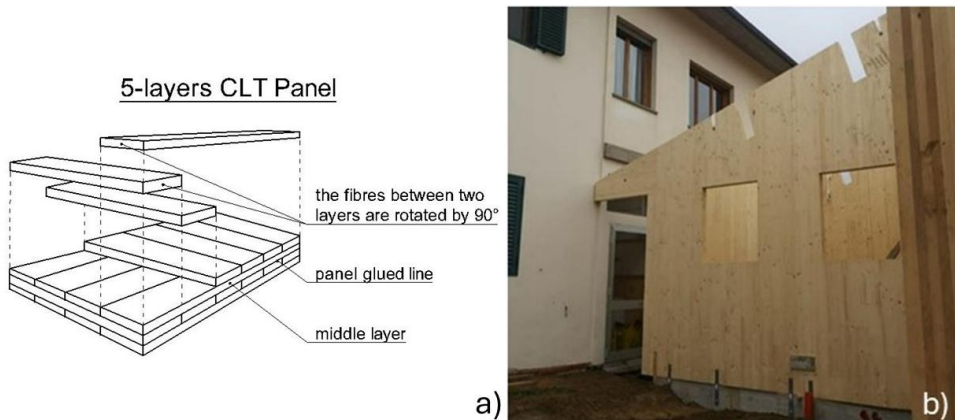 5-layers CLT Panel
the fibres between two
layers are rotated by 90°
panel glued line
middle layer
a)
b)